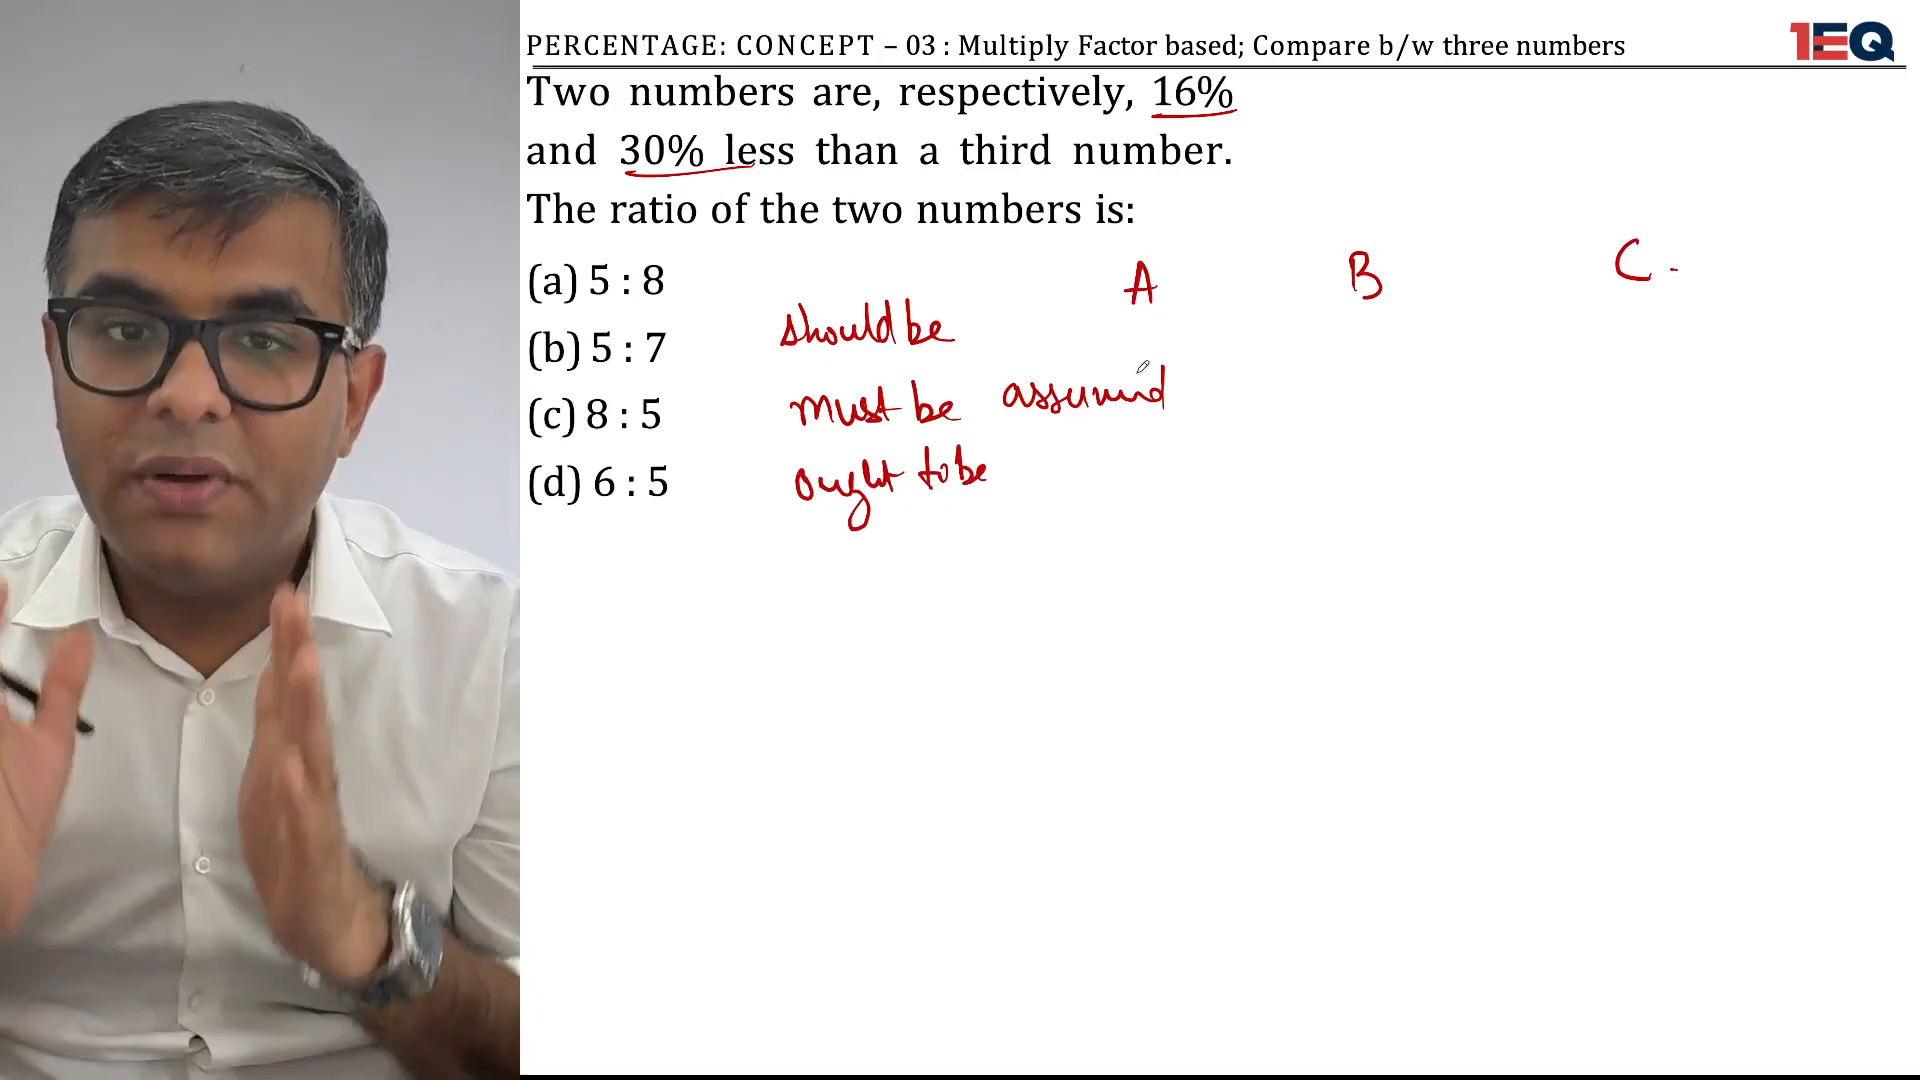 PERCENTAGE: CONCEPT – 03 : Multiply Factor based; Compare b/w three numbers
1EQ
Two numbers are, respectively, 16%
and 30% less than a third number.
The ratio of the two numbers is:
(a) 5 : 8
(b) 5 : 7
(c) 8 : 5
(d) 6 : 5
A B C .
should be
must be assumed
ought to be